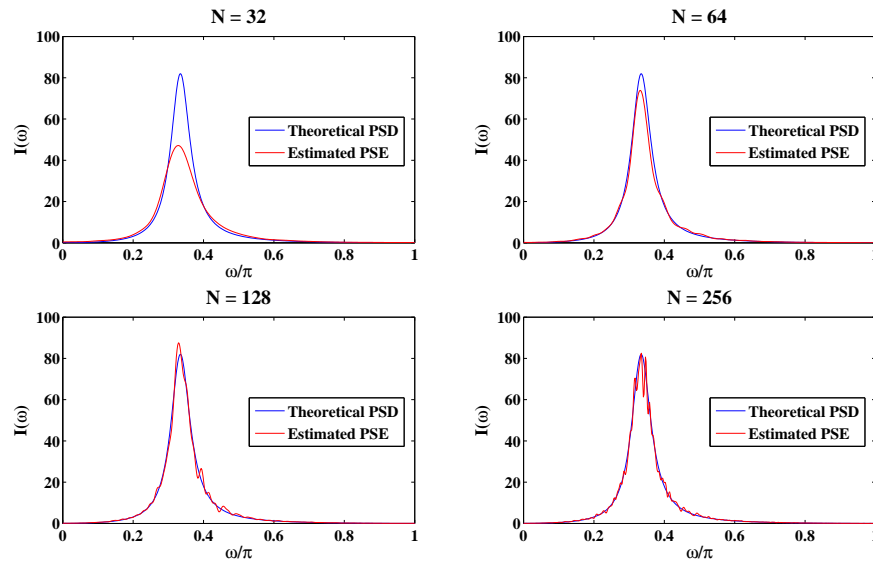 N = 32
100
80
60
40
20
0
I(ω)
0
0.2
0.4
0.6
0.8
1
ω/π
Theoretical PSD
Estimated PSE
N = 64
100
80
60
40
20
0
I(ω)
0
0.2
0.4
0.6
0.8
1
ω/π
Theoretical PSD
Estimated PSE
N = 128
100
80
60
40
20
0
I(ω)
0
0.2
0.4
0.6
0.8
1
ω/π
Theoretical PSD
Estimated PSE
N = 256
100
80
60
40
20
0
I(ω)
0
0.2
0.4
0.6
0.8
1
ω/π
Theoretical PSD
Estimated PSE